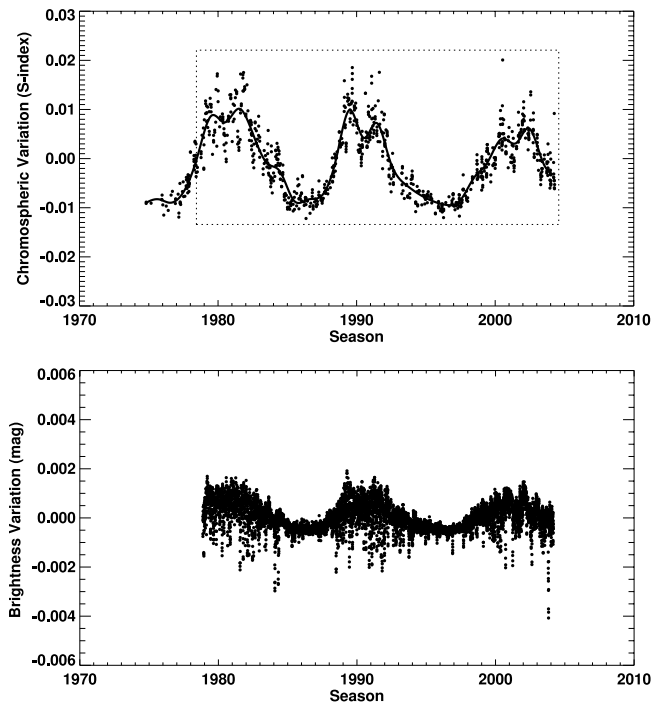 0.03
0.02
0.01
0.00
-0.01
-0.02
-0.03
Chromospheric Variation (S-index)
1970 1980 1990 2000 2010
Season
0.006
0.004
0.002
0.000
-0.002
-0.004
-0.006
Brightness Variation (mag)
1970 1980 1990 2000 2010
Season